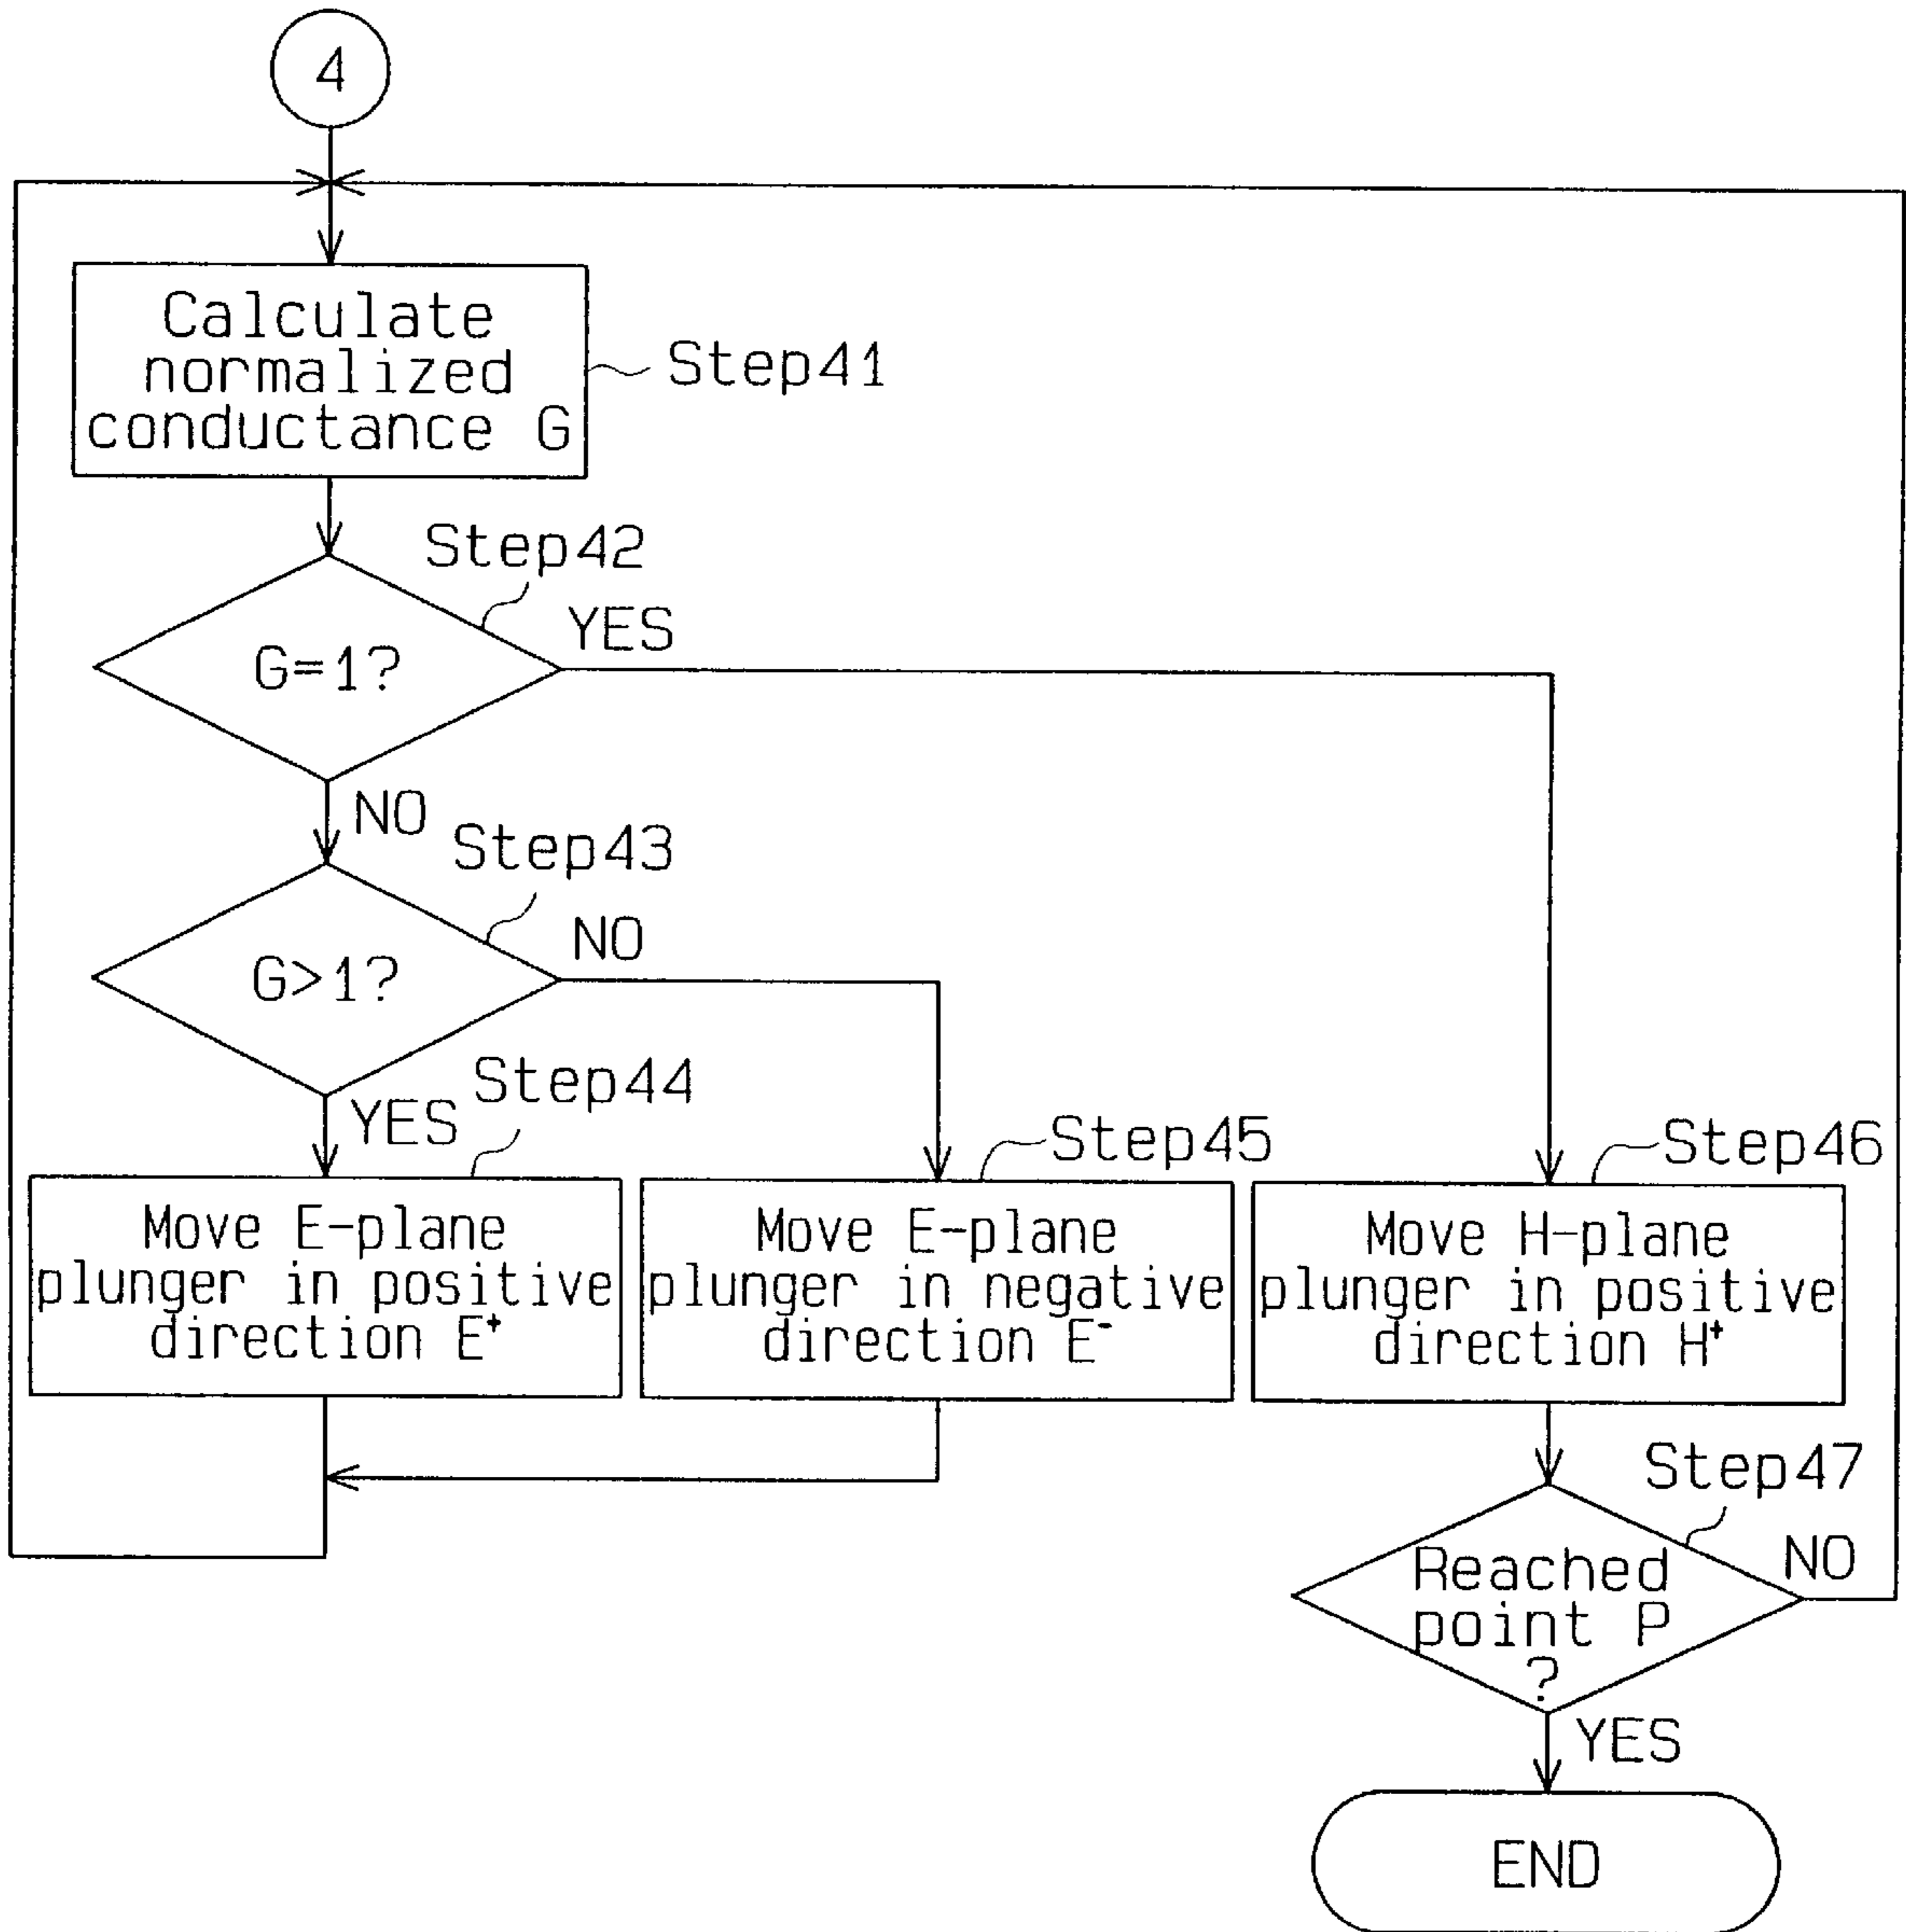 4
Calculate
normalized
conductance G
Step41
Step42
YES
G=1?
NO
Step43
NO
G>1?
Step44
YES
Step45
Step46
Move E-plane
plunger in positive
direction E⁺
Move E-plane
plunger in negative
direction E⁻
Move H-plane
plunger in positive
direction H⁺
Step47
NO
Reached
point P
?
YES
END